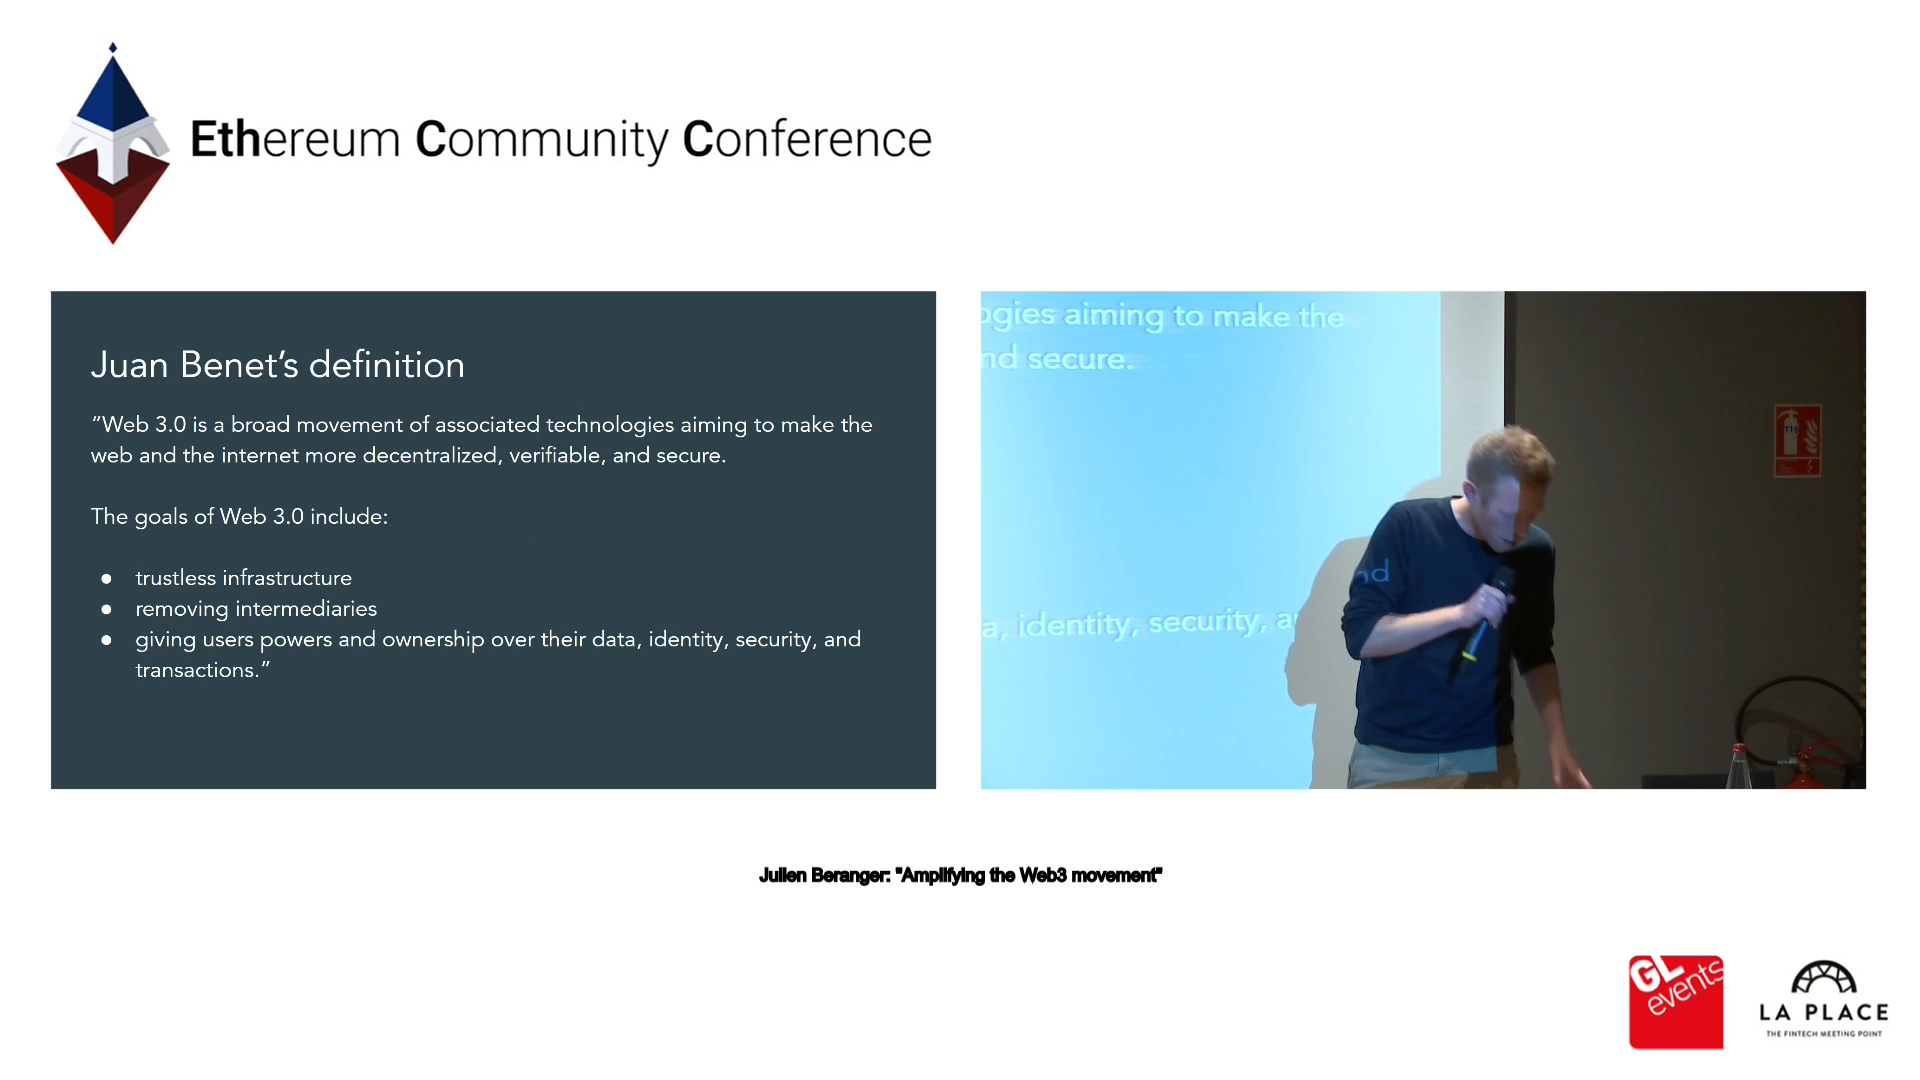 Ethereum Community Conference
Juan Benet’s definition
“Web 3.0 is a broad movement of associated technologies aiming to make the
web and the internet more decentralized, verifiable, and secure.
The goals of Web 3.0 include:
● trustless infrastructure
● removing intermediaries
● giving users powers and ownership over their data, identity, security, and
transactions.”
ogies aiming to make the
nd secure.
nd
a, identity, security, a
119
Julien Beranger: "Amplifying the Web3 movement"
GL
events
LA PLACE
THE FINTECH MEETING POINT